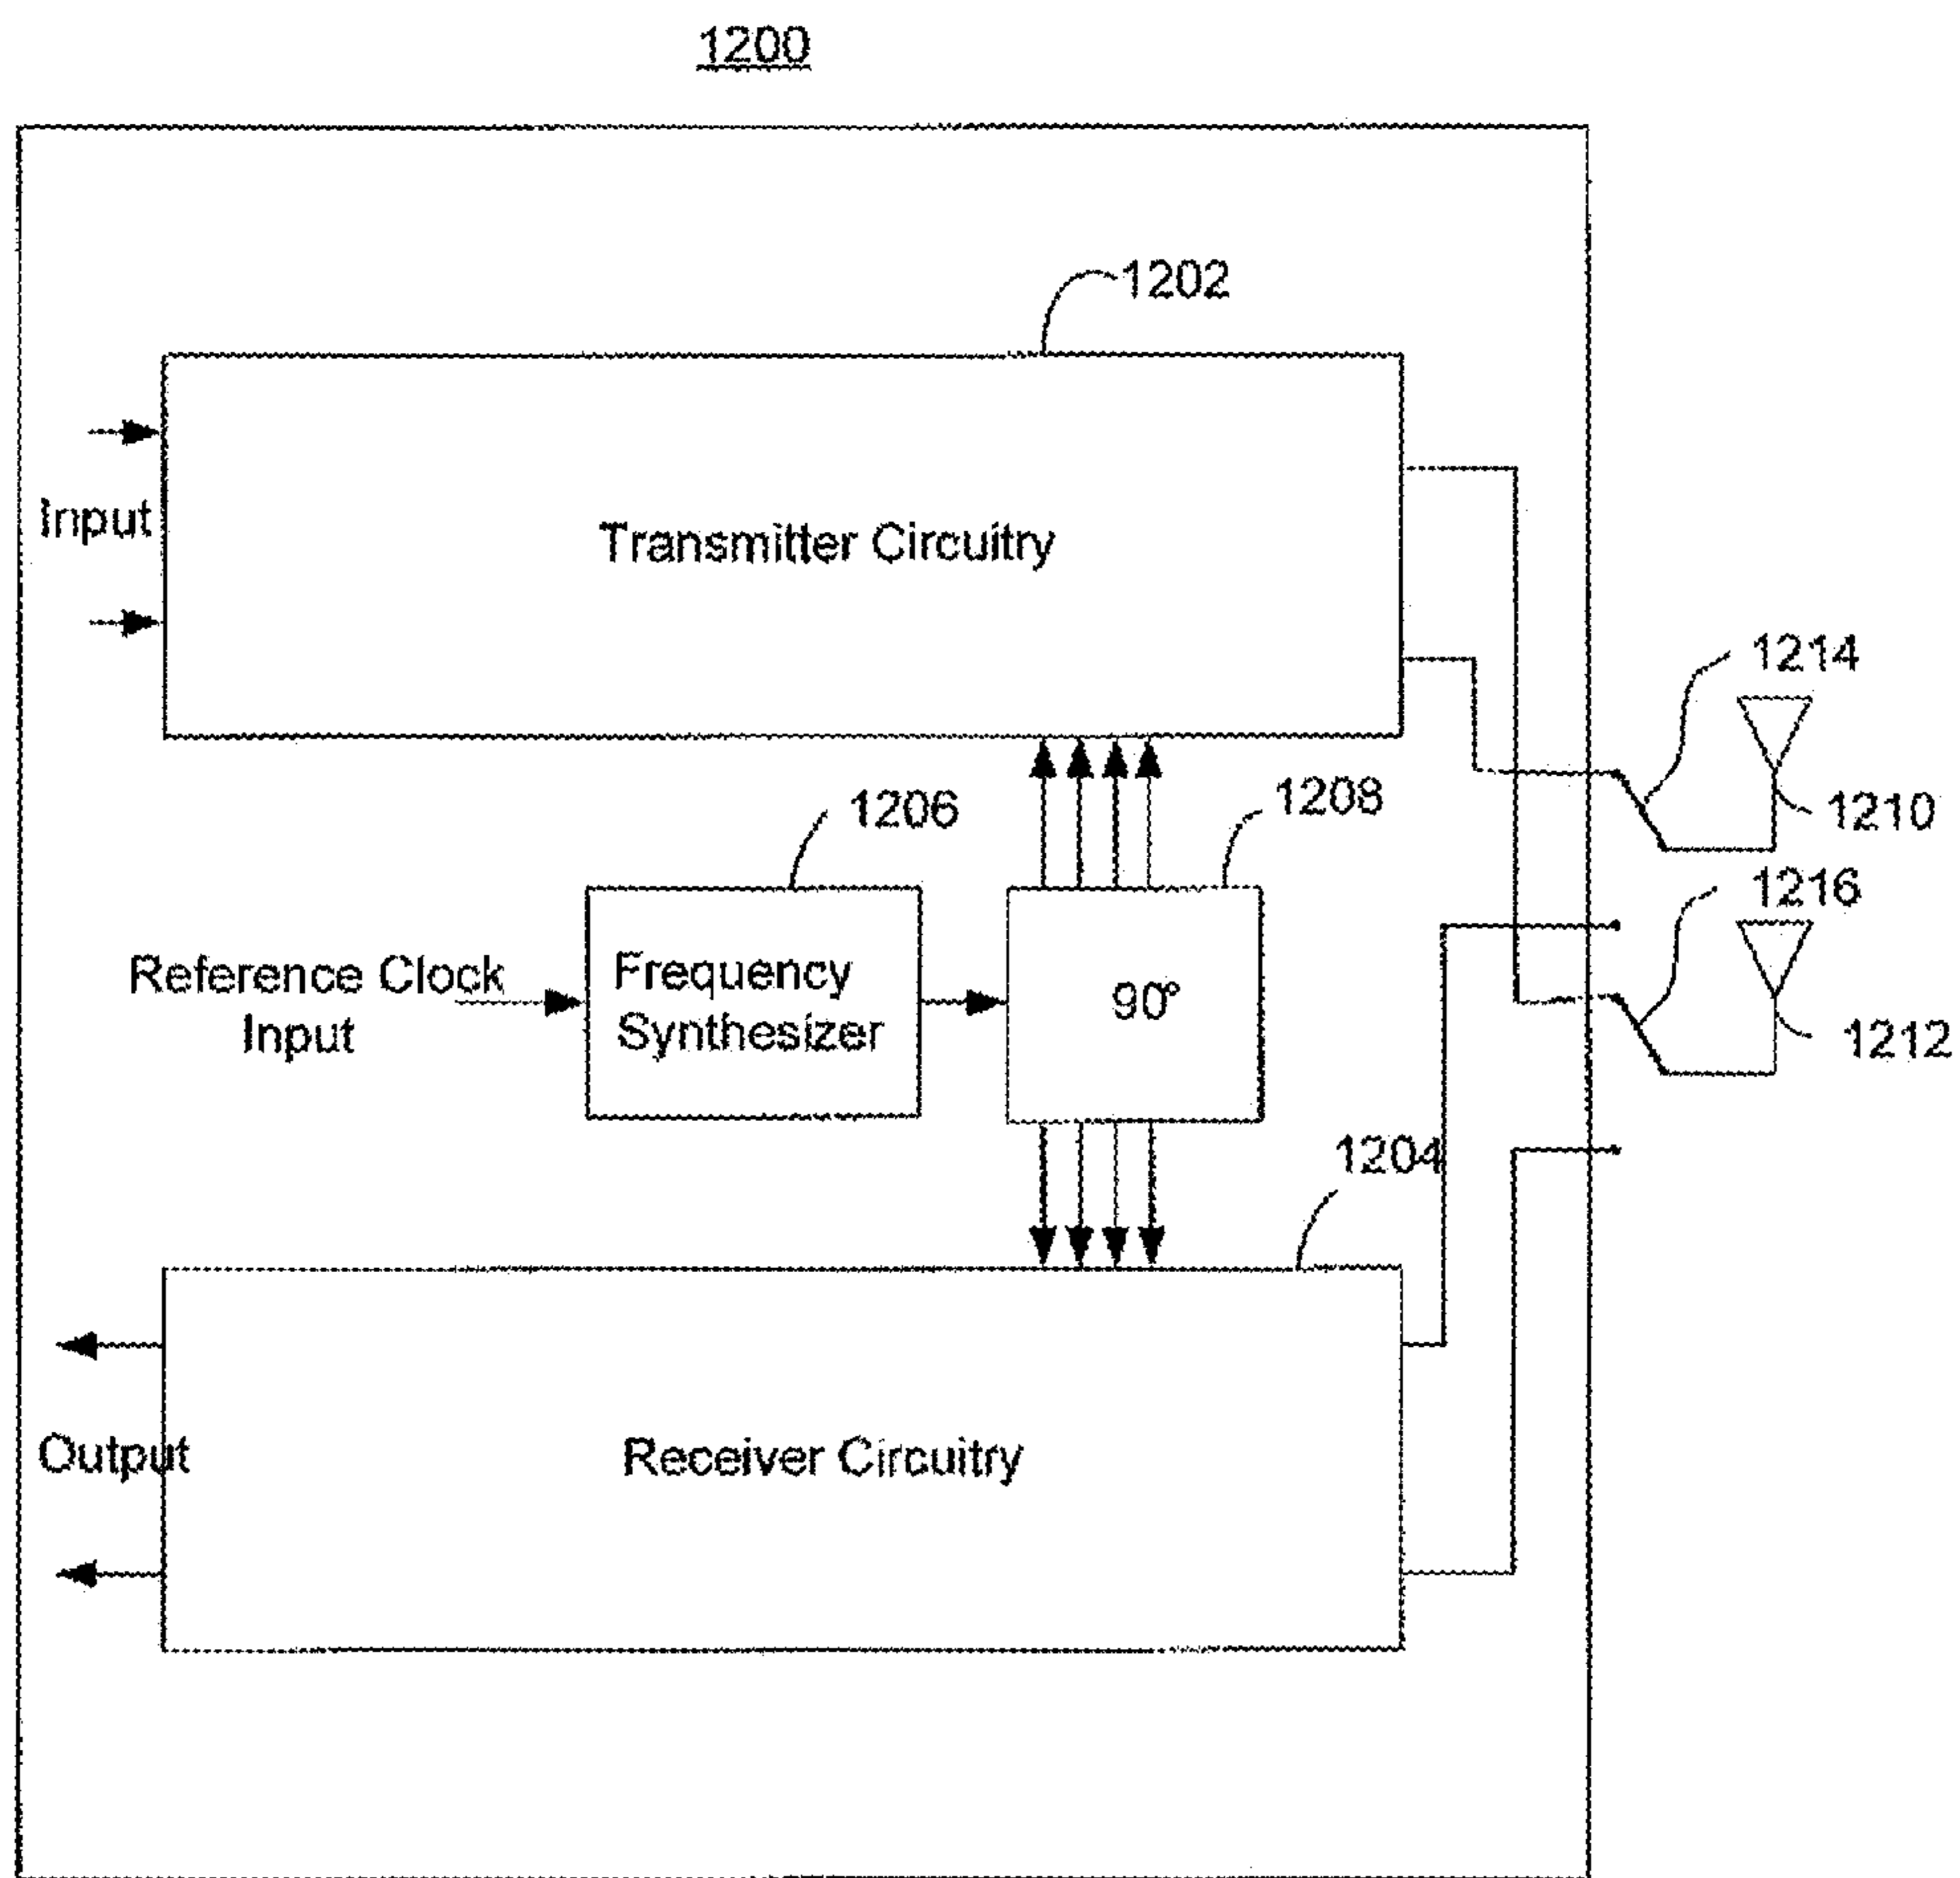 1200
1202
Input
Transmitter Circuitry
1214
1210
1206
1208
1216
Reference Clock
Input
Frequency
Synthesizer
90°
1212
1204
Output
Receiver Circuitry